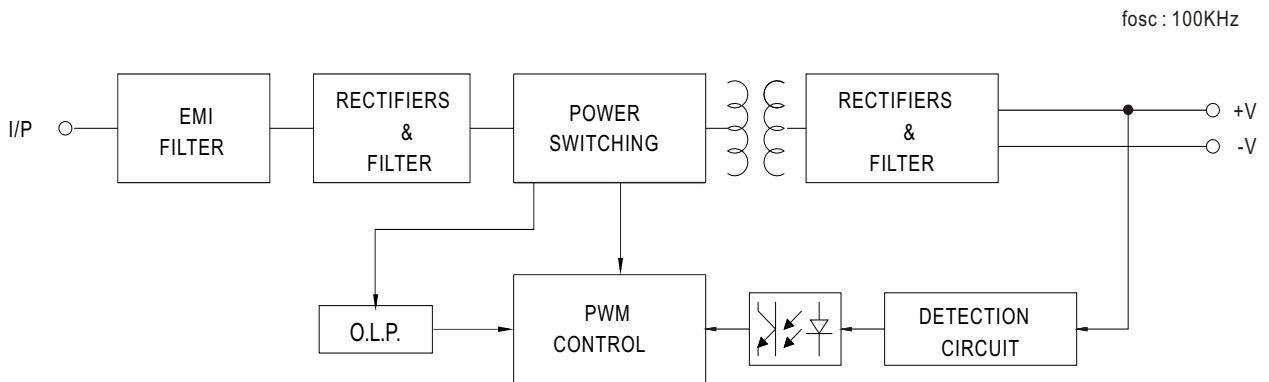 fosc : 100KHz
I/P
EMI
FILTER
RECTIFIERS
&
FILTER
POWER
SWITCHING
RECTIFIERS
&
FILTER
+V
-V
O.L.P.
PWM
CONTROL
DETECTION
CIRCUIT